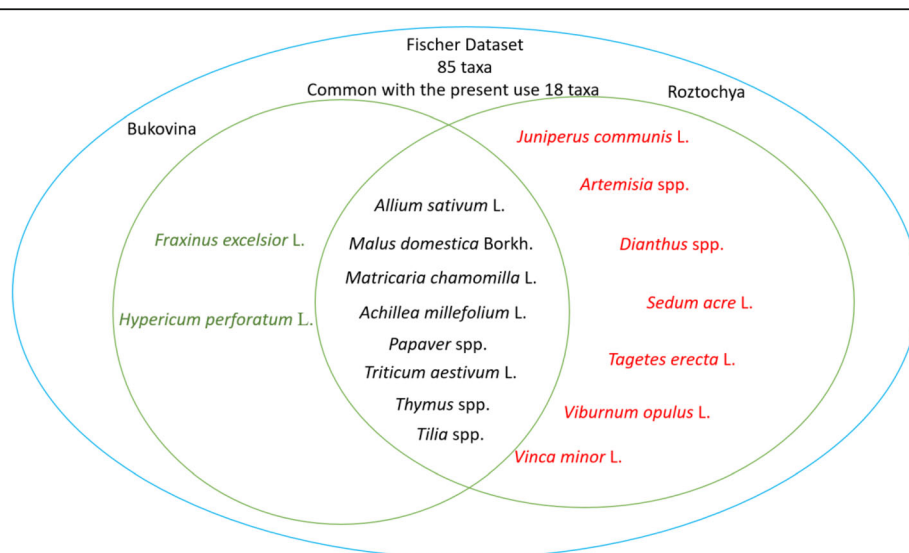 Fischer Dataset
85 taxa
Common with the present use 18 taxa
Bukovina
Roztochya
Juniperus communis L.
Artemisia spp.
Allium sativum L.
Fraxinus excelsior L.
Malus domestica Borkh.
Dianthus spp.
Matricaria chamomilla L.
Hypericum perforatum L.
Achillea millefolium L.
Sedum acre L.
Papaver spp.
Triticum aestivum L.
Tagetes erecta L.
Thymus spp.
Viburnum opulus L.
Tilia spp.
Vinca minor L.